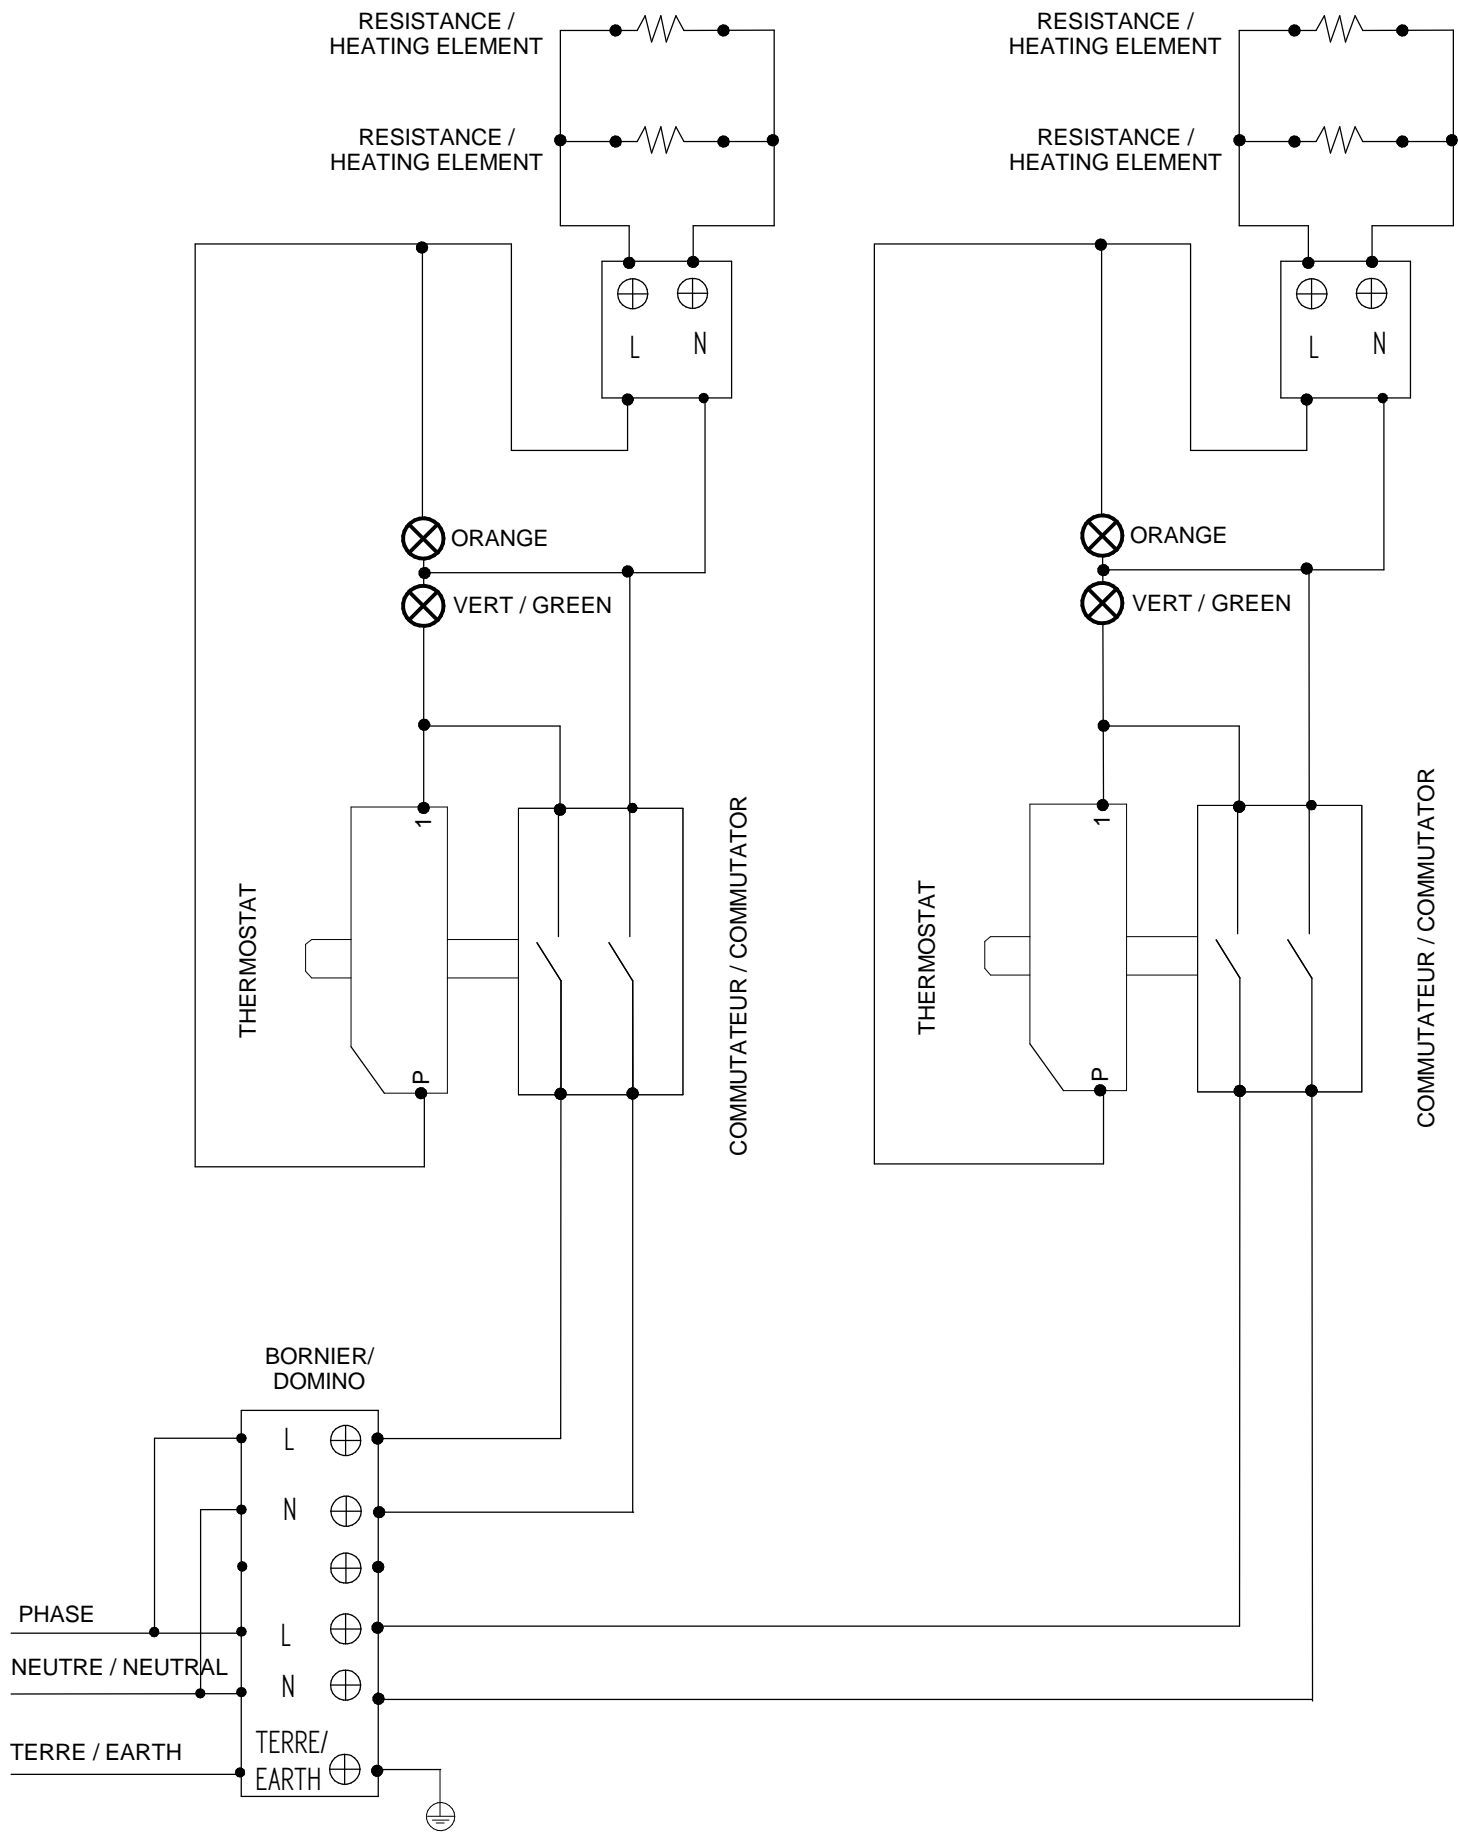 RESISTANCE /
HEATING ELEMENT
RESISTANCE /
HEATING ELEMENT
RESISTANCE /
HEATING ELEMENT
RESISTANCE /
HEATING ELEMENT
L N
L N
ORANGE
VERT / GREEN
ORANGE
VERT / GREEN
1
THERMOSTAT
P
COMMUTATEUR / COMMUTATOR
1
THERMOSTAT
P
COMMUTATEUR / COMMUTATOR
BORNIER/
DOMINO
L
N
PHASE
L
NEUTRE / NEUTRAL
N
TERRE / EARTH
TERRE/
EARTH